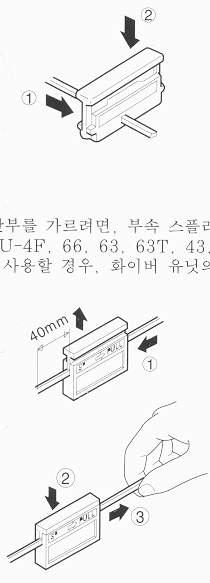 ②
①
단부를 가르려면, 부속 스플리
U-4F, 66, 63, 63T, 43,
사용할 경우, 화이버 유닛의
40mm
①
②
③